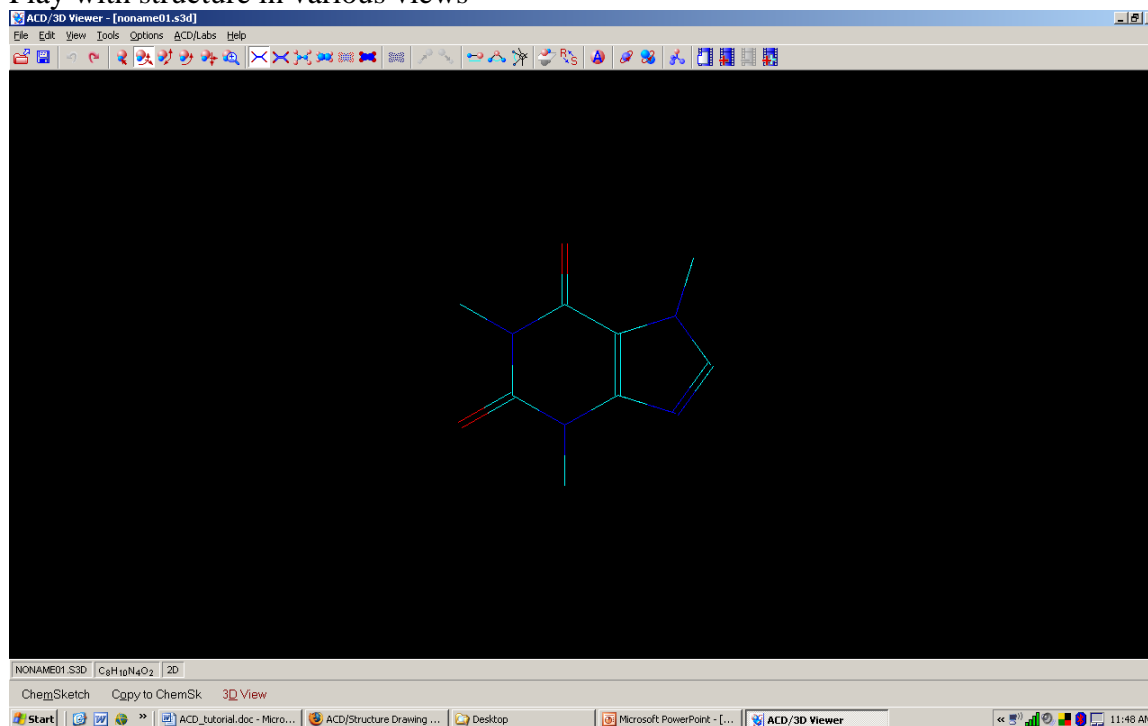 Play with structure in various views
ACD/3D Viewer - [noname01.s3d]
File Edit View Tools Options ACD/Labs Help
NONAME01.S3D C8H10N4O2 2D
ChemSketch Copy to ChemSk 3D View
Start ACD_tutorial.doc - Micro... ACD/Structure Drawing ... Desktop Microsoft PowerPoint - [... ACD/3D Viewer 11:48 AM